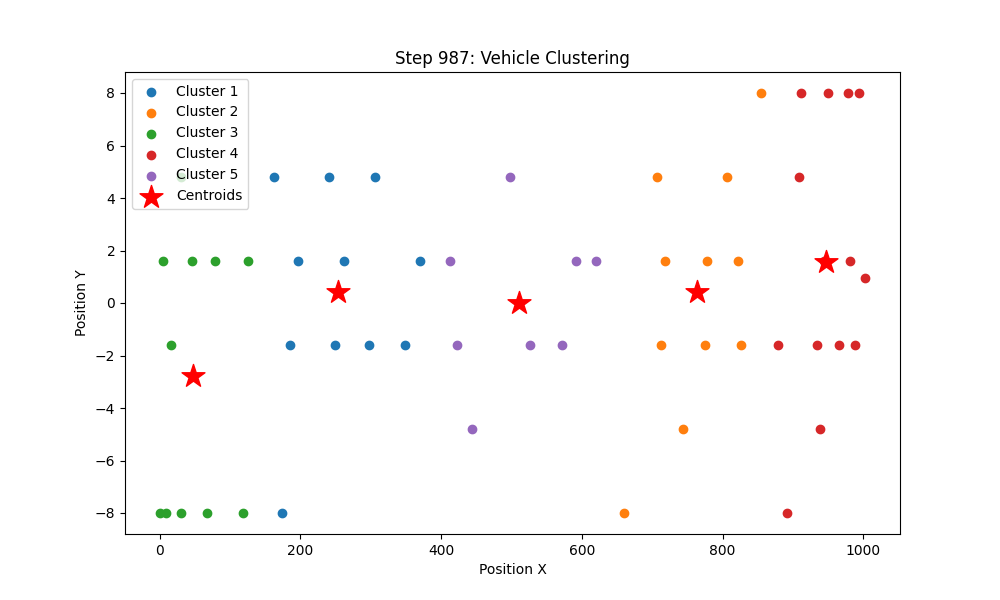 Step 987: Vehicle Clustering
Cluster 1
Cluster 2
Cluster 3
Cluster 4
Cluster 5
Centroids
8
6
4
2
0
−2
−4
−6
−8
Position Y
0 200 400 600 800 1000
Position X